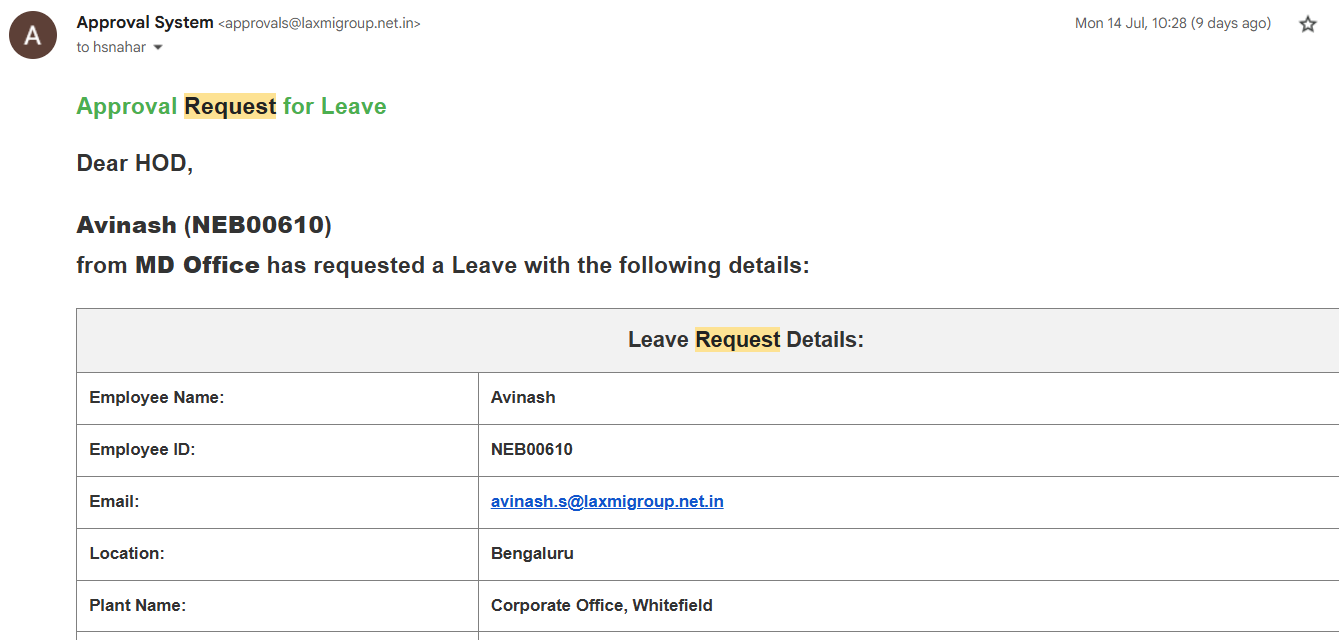 A
Approval System <approvals@laxmigroup.net.in>
Mon 14 Jul, 10:28 (9 days ago)
to hsnahar
Approval Request for Leave
Dear HOD,
Avinash (NEB00610)
from MD Office has requested a Leave with the following details:
Leave Request Details:
Employee Name: Avinash
Employee ID: NEB00610
Email: avinash.s@laxmigroup.net.in
Location: Bengaluru
Plant Name: Corporate Office, Whitefield